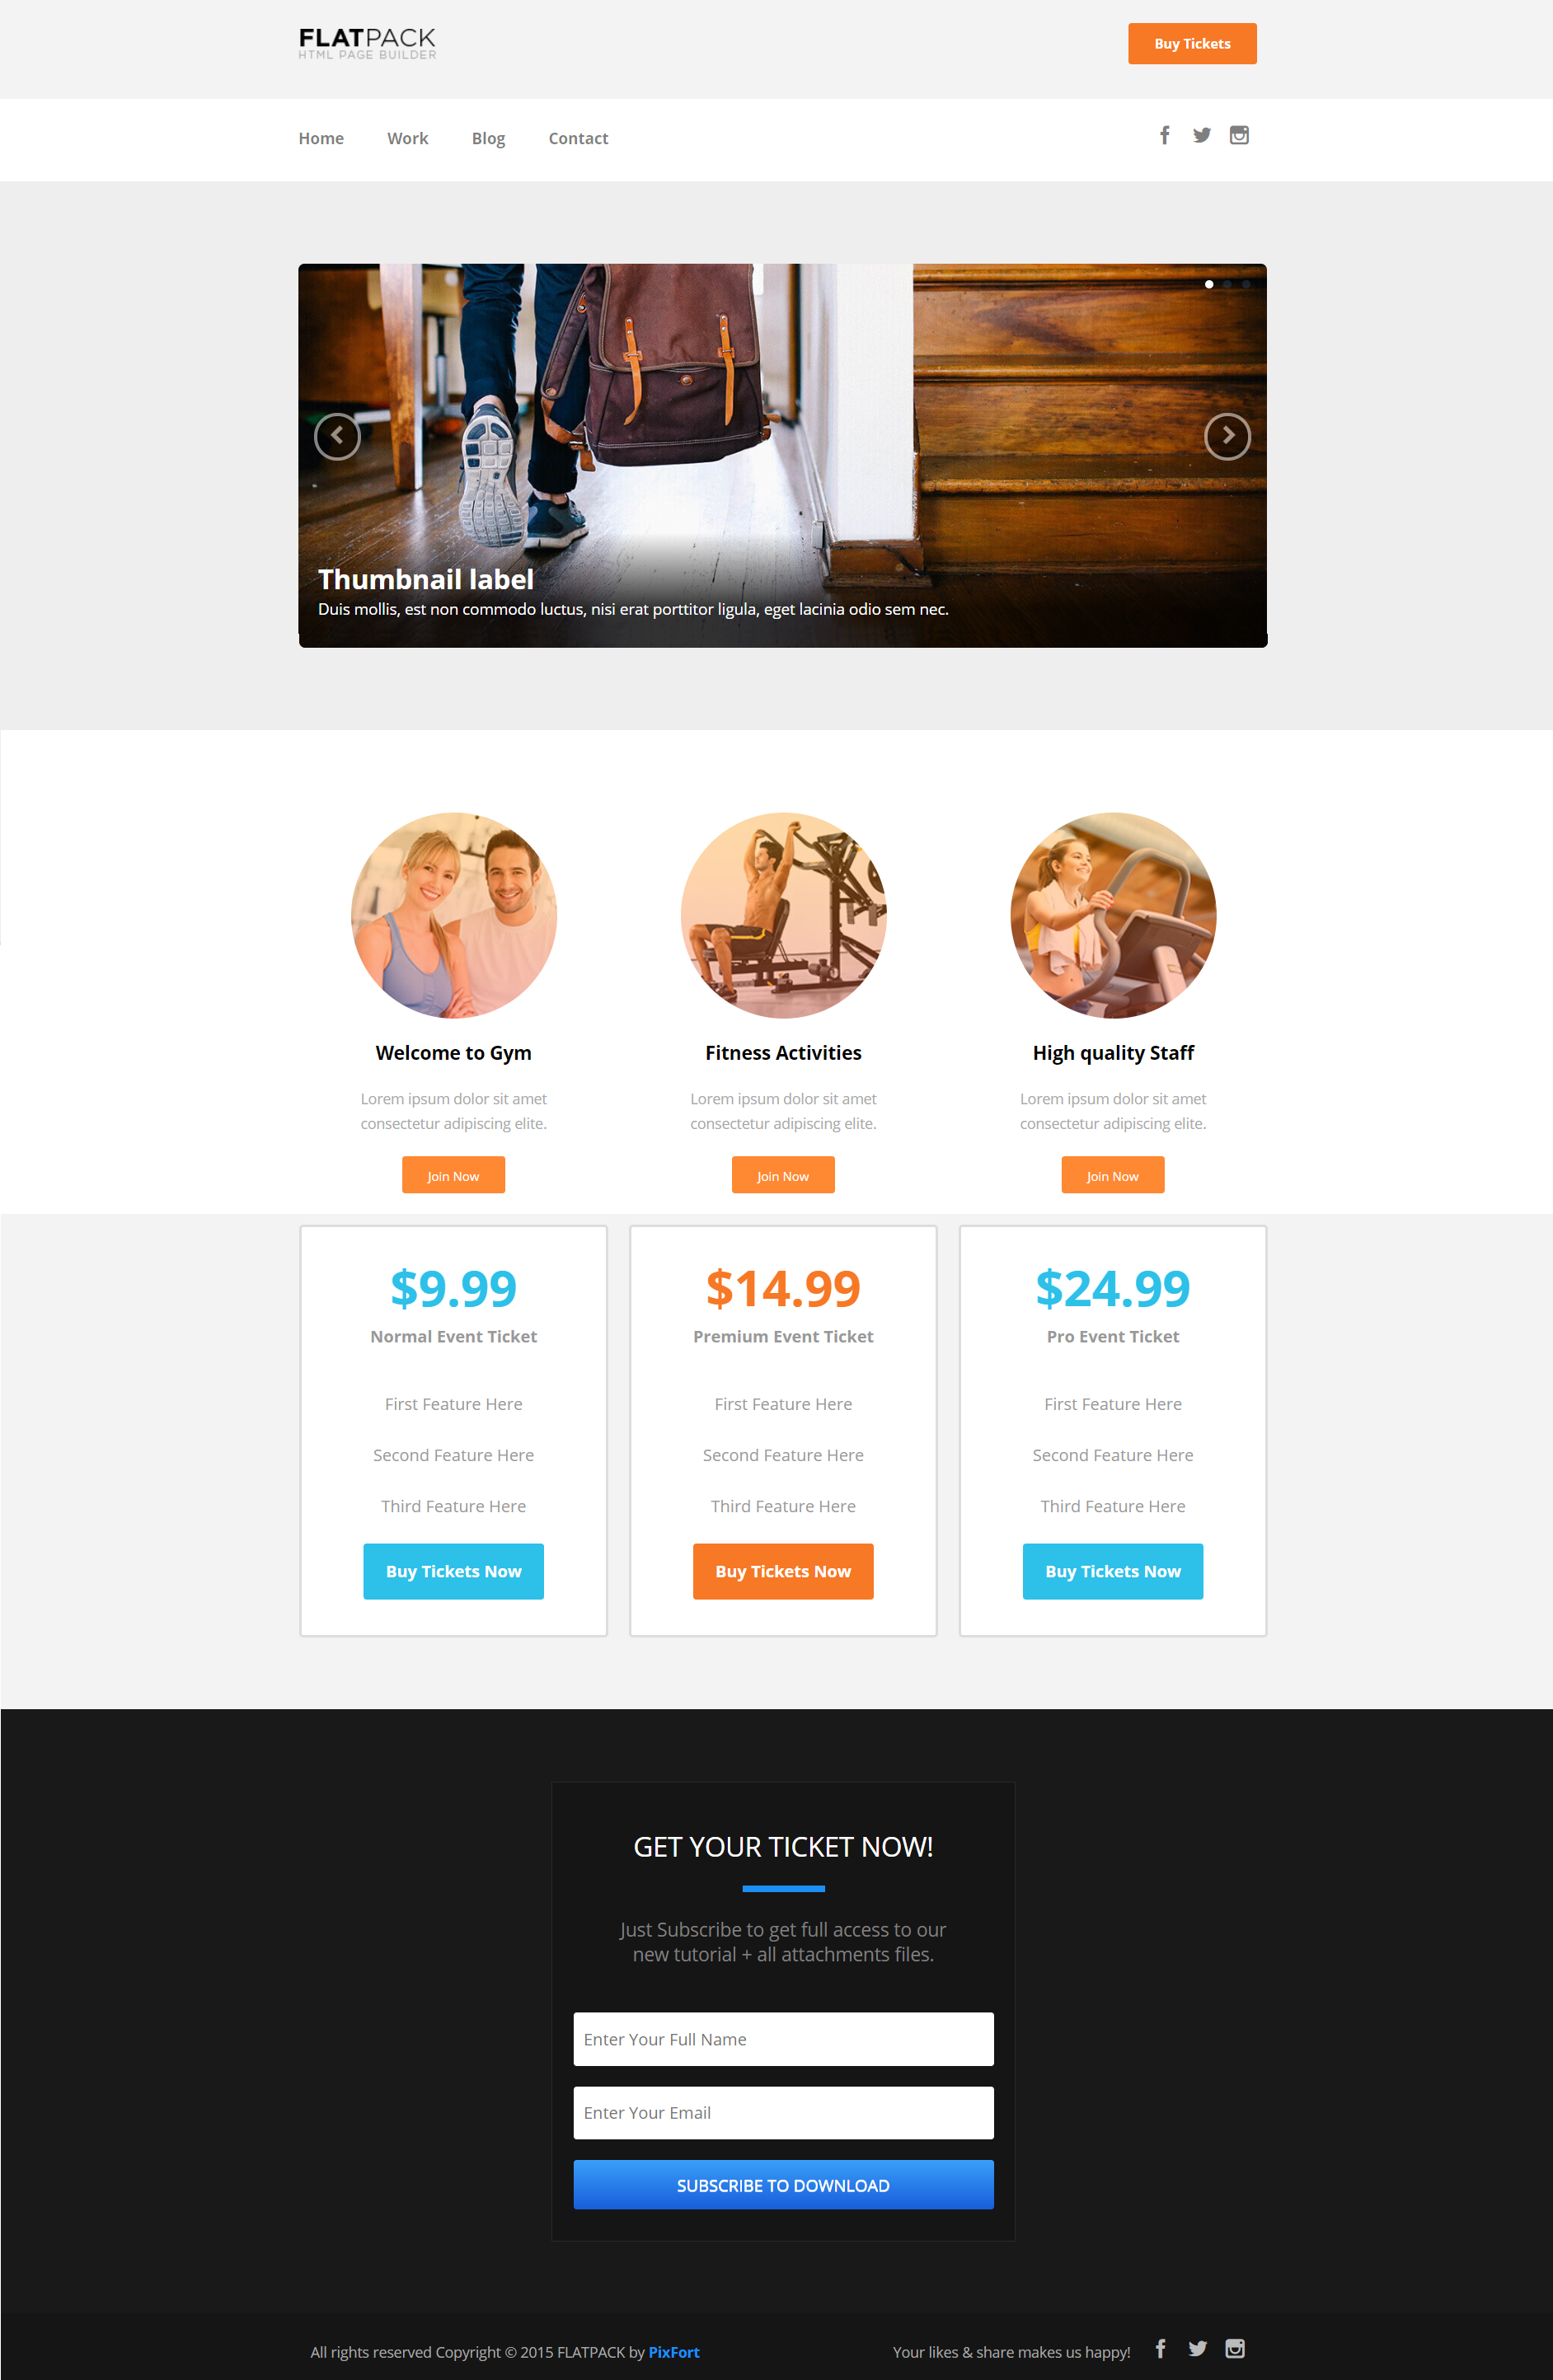 FLATPACK
HTML PAGE BUILDER
Buy Tickets
Home Work Blog Contact
Thumbnail label
Duis mollis, est non commodo luctus, nisi erat porttitor ligula, eget lacinia odio sem nec.
Welcome to Gym
Lorem ipsum dolor sit amet
consectetur adipiscing elite.
Join Now
Fitness Activities
Lorem ipsum dolor sit amet
consectetur adipiscing elite.
Join Now
High quality Staff
Lorem ipsum dolor sit amet
consectetur adipiscing elite.
Join Now
$9.99
Normal Event Ticket
First Feature Here
Second Feature Here
Third Feature Here
Buy Tickets Now
$14.99
Premium Event Ticket
First Feature Here
Second Feature Here
Third Feature Here
Buy Tickets Now
$24.99
Pro Event Ticket
First Feature Here
Second Feature Here
Third Feature Here
Buy Tickets Now
GET YOUR TICKET NOW!
Just Subscribe to get full access to our
new tutorial + all attachments files.
Enter Your Full Name
Enter Your Email
SUBSCRIBE TO DOWNLOAD
All rights reserved Copyright © 2015 FLATPACK by PixFort
Your likes & share makes us happy!